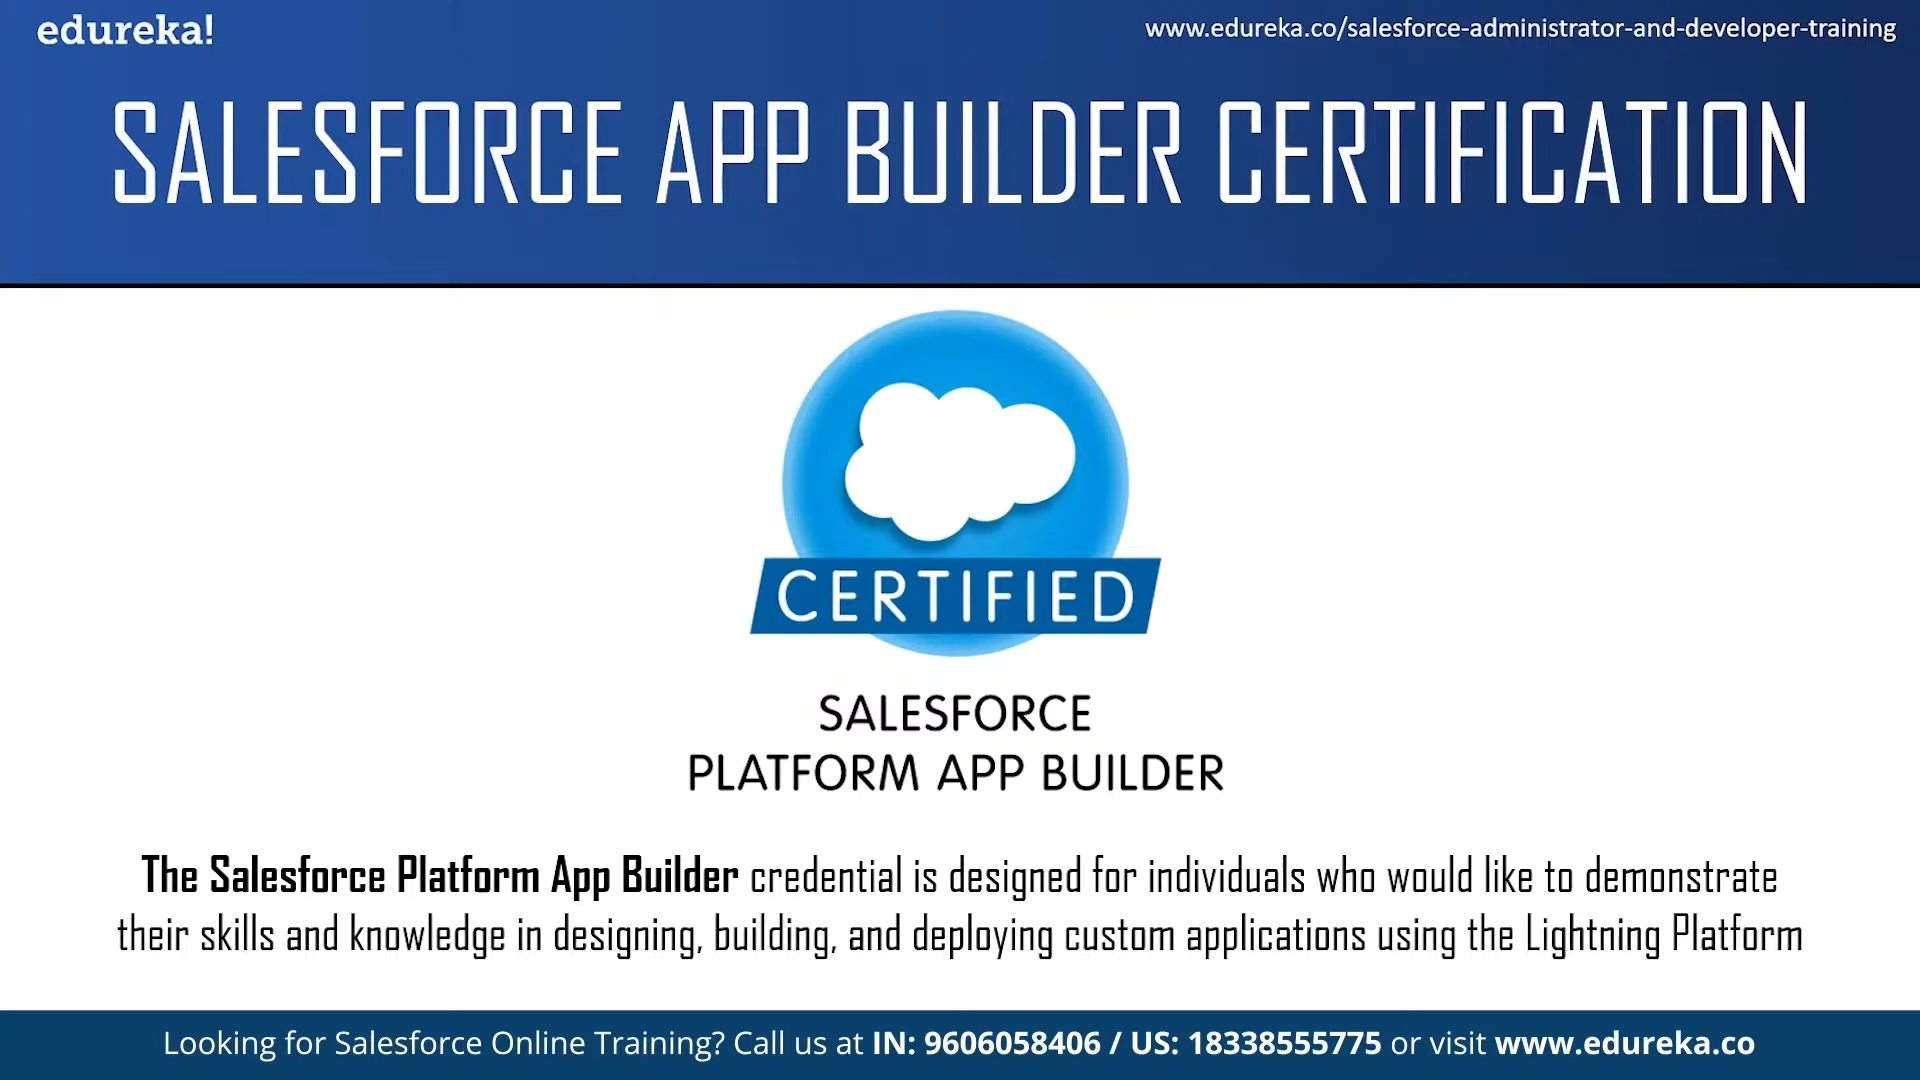 edureka!
www.edureka.co/salesforce-administrator-and-developer-training
SALESFORCE APP BUILDER CERTIFICATION
CERTIFIED
SALESFORCE
PLATFORM APP BUILDER
The Salesforce Platform App Builder credential is designed for individuals who would like to demonstrate
their skills and knowledge in designing, building, and deploying custom applications using the Lightning Platform
Looking for Salesforce Online Training? Call us at IN: 9606058406 / US: 18338555775 or visit www.edureka.co